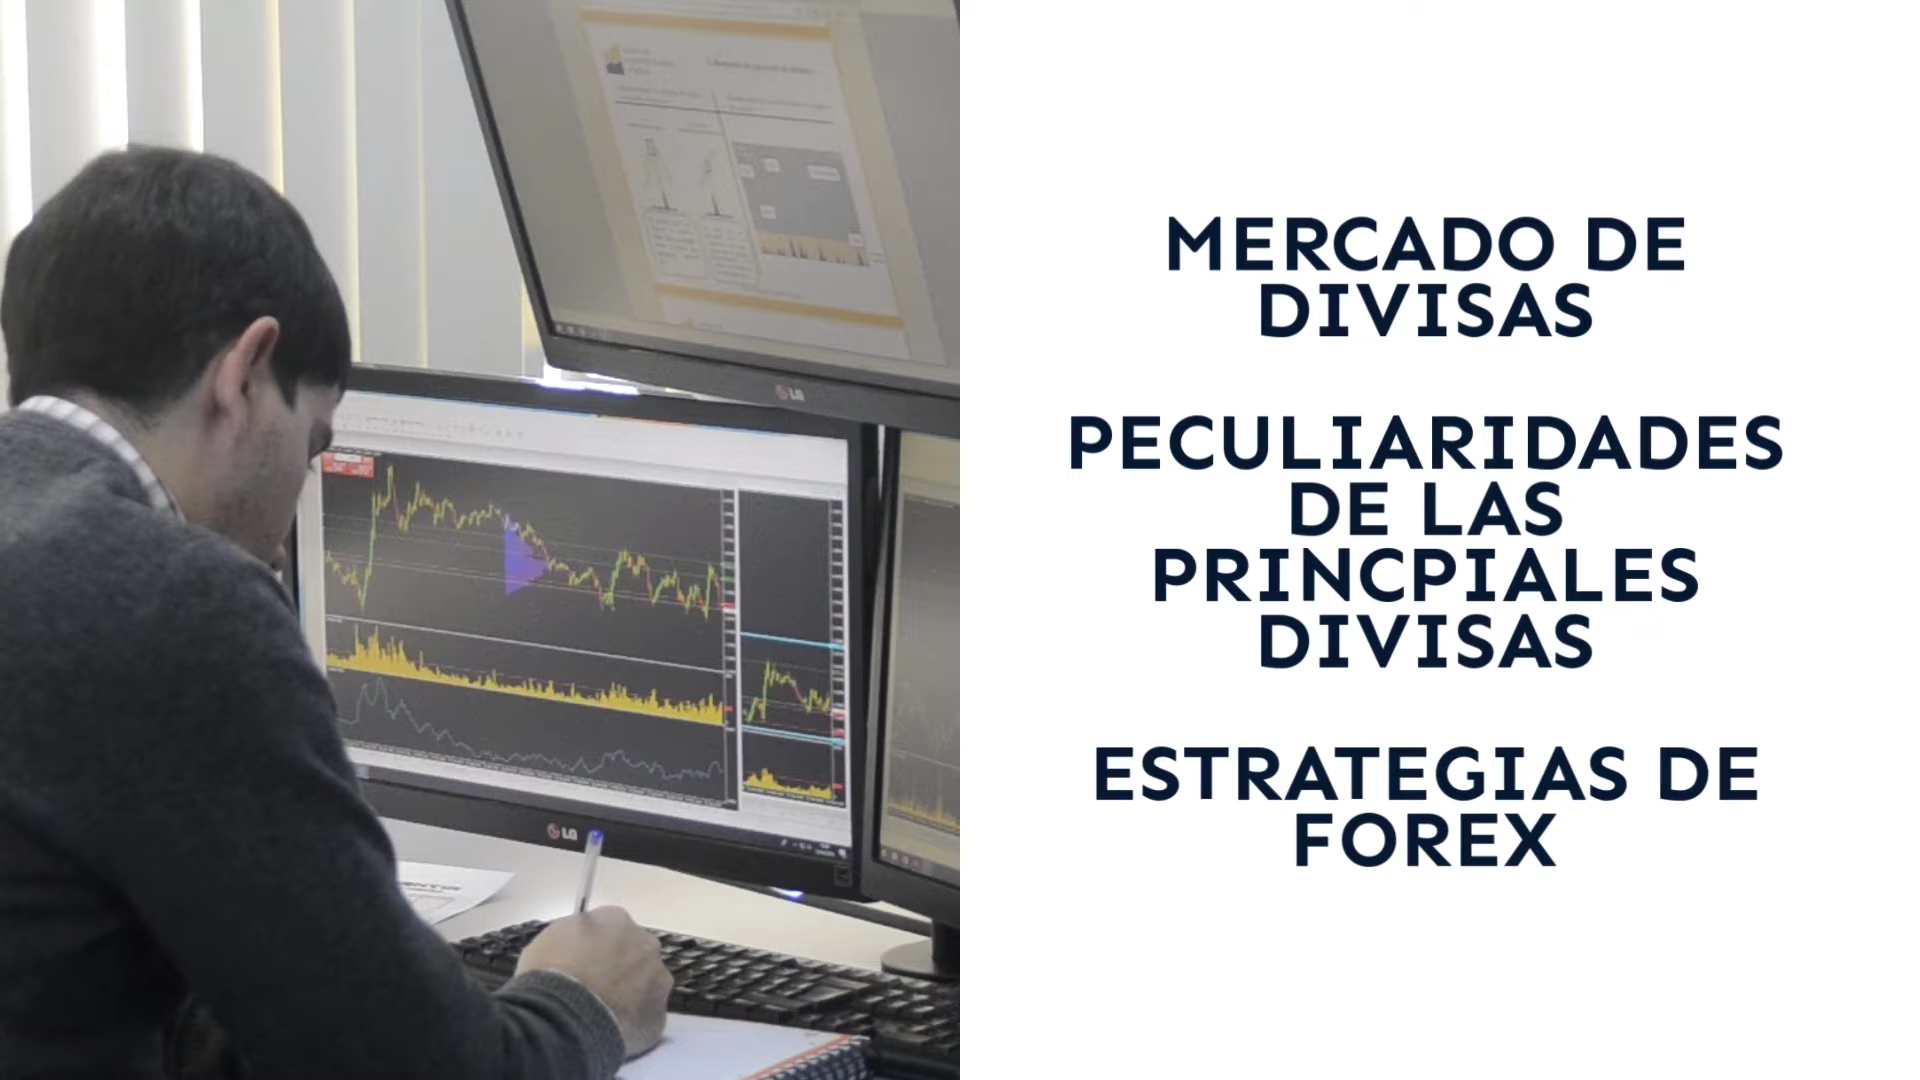 MERCADO DE
DIVISAS
PECULIARIDADES
DE LAS
PRINCPIALES
DIVISAS
ESTRATEGIAS DE
FOREX
LG
LG